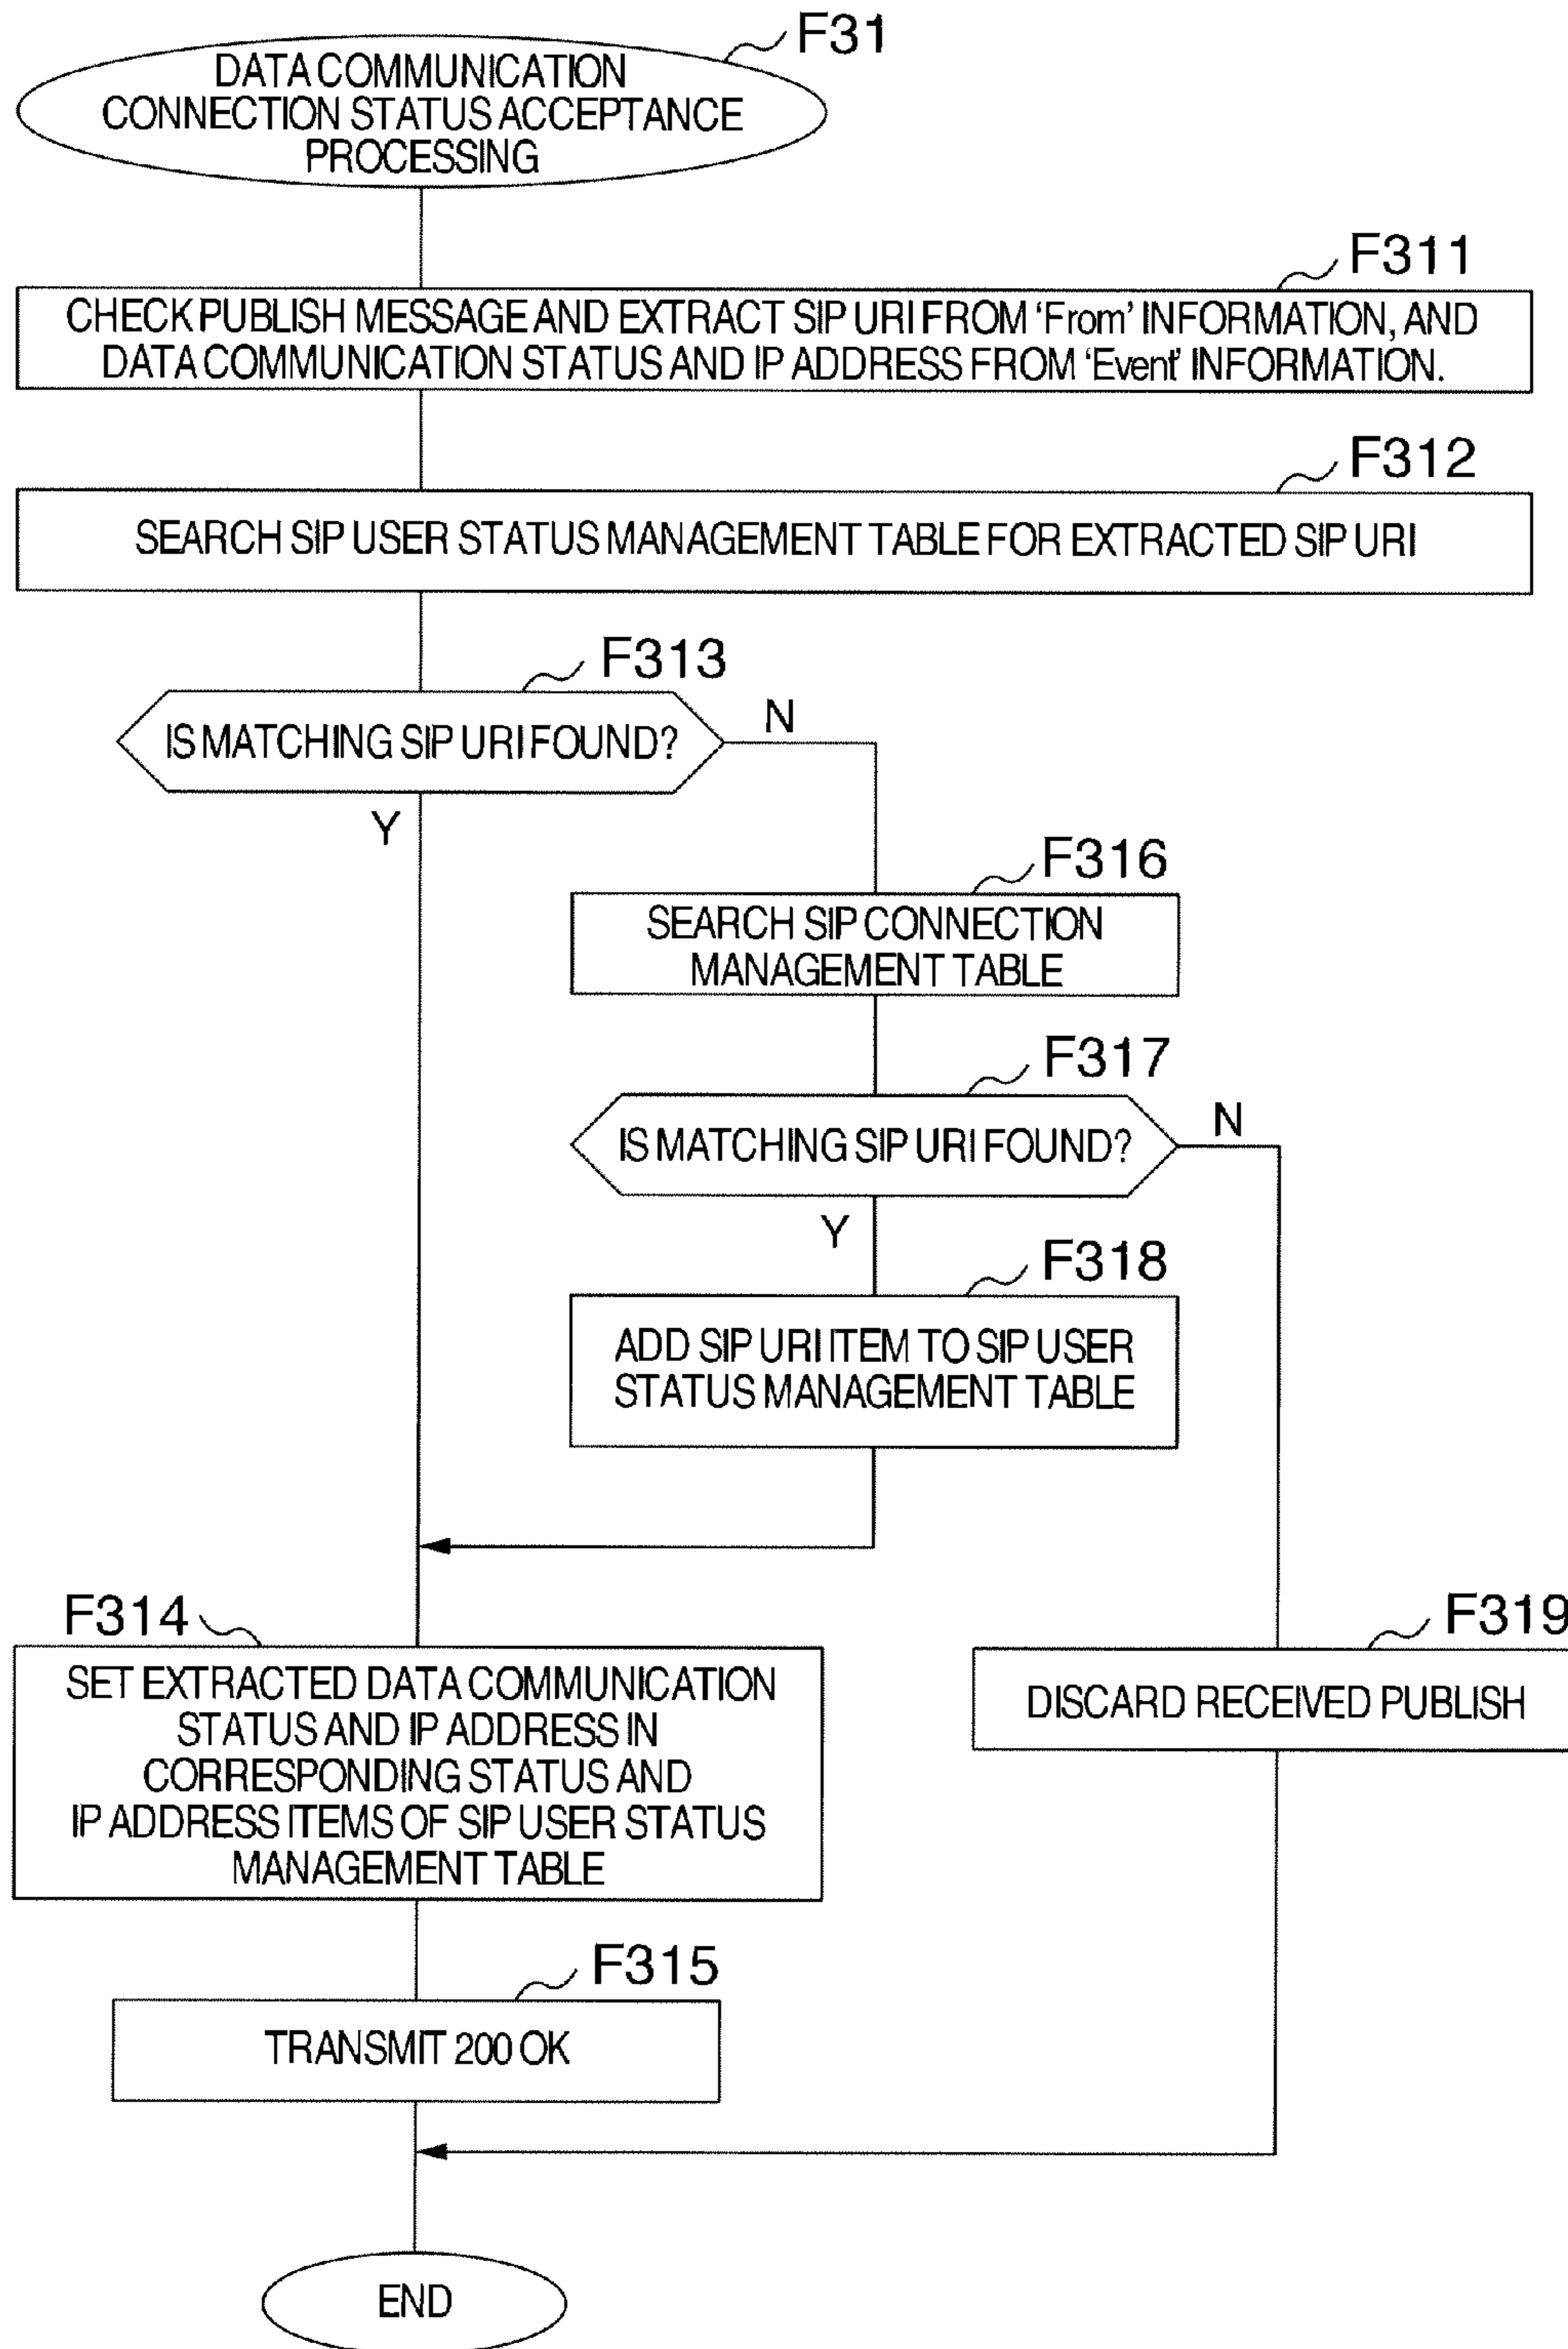 F31
DATA COMMUNICATION
CONNECTION STATUS ACCEPTANCE
PROCESSING
F311
CHECK PUBLISH MESSAGE AND EXTRACT SIP URI FROM 'From' INFORMATION, AND
DATA COMMUNICATION STATUS AND IP ADDRESS FROM 'Event' INFORMATION.
F312
SEARCH SIP USER STATUS MANAGEMENT TABLE FOR EXTRACTED SIP URI
F313
IS MATCHING SIP URI FOUND?
N
Y
F316
SEARCH SIP CONNECTION
MANAGEMENT TABLE
F317
IS MATCHING SIP URI FOUND?
N
Y
F318
ADD SIP URI ITEM TO SIP USER
STATUS MANAGEMENT TABLE
F314
SET EXTRACTED DATA COMMUNICATION
STATUS AND IP ADDRESS IN
CORRESPONDING STATUS AND
IP ADDRESS ITEMS OF SIP USER STATUS
MANAGEMENT TABLE
F319
DISCARD RECEIVED PUBLISH
F315
TRANSMIT 200 OK
END